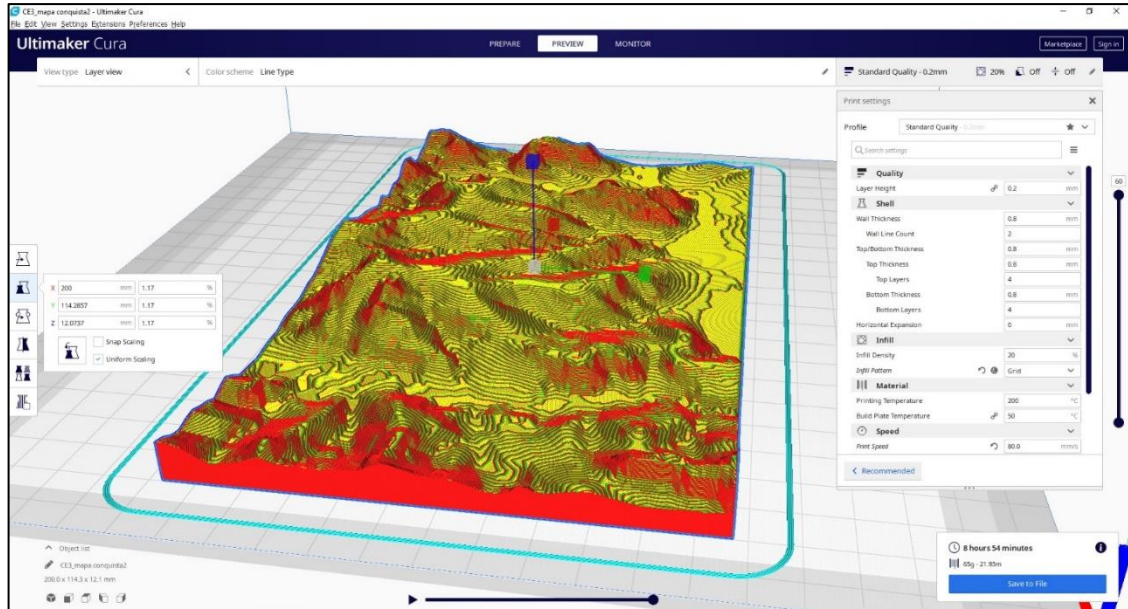 CE3_mapa conquista2 - Ultimaker Cura
File Edit View Settings Extensions Preferences Help
Ultimaker Cura
PREPARE PREVIEW MONITOR
Marketplace Sign in
View type Layer view
Color scheme Line Type
Standard Quality - 0.2mm 20% Off Off
Print settings
Profile Standard Quality - 0.2mm
Search settings
Quality
Layer Height 0.2 mm
Shell
Wall Thickness 0.8 mm
Wall Line Count 2
Top/Bottom Thickness 0.8 mm
Top Thickness 0.8 mm
Top Layers 4
Bottom Thickness 0.8 mm
Bottom Layers 4
Horizontal Expansion 0 mm
Infill
Infill Density 20 %
Infill Pattern Grid
Material
Printing Temperature 200 °C
Build Plate Temperature 50 °C
Speed
Print Speed 80.0 mm/s
Recommended
60
X 200 mm 1.17 %
Y 114.2857 mm 1.17 %
Z 12.0737 mm 1.17 %
Snap Scaling
Uniform Scaling
Object list
CE3_mapa conquista2
200.0 x 114.3 x 12.1 mm
8 hours 54 minutes
65g - 21.85m
Save to File